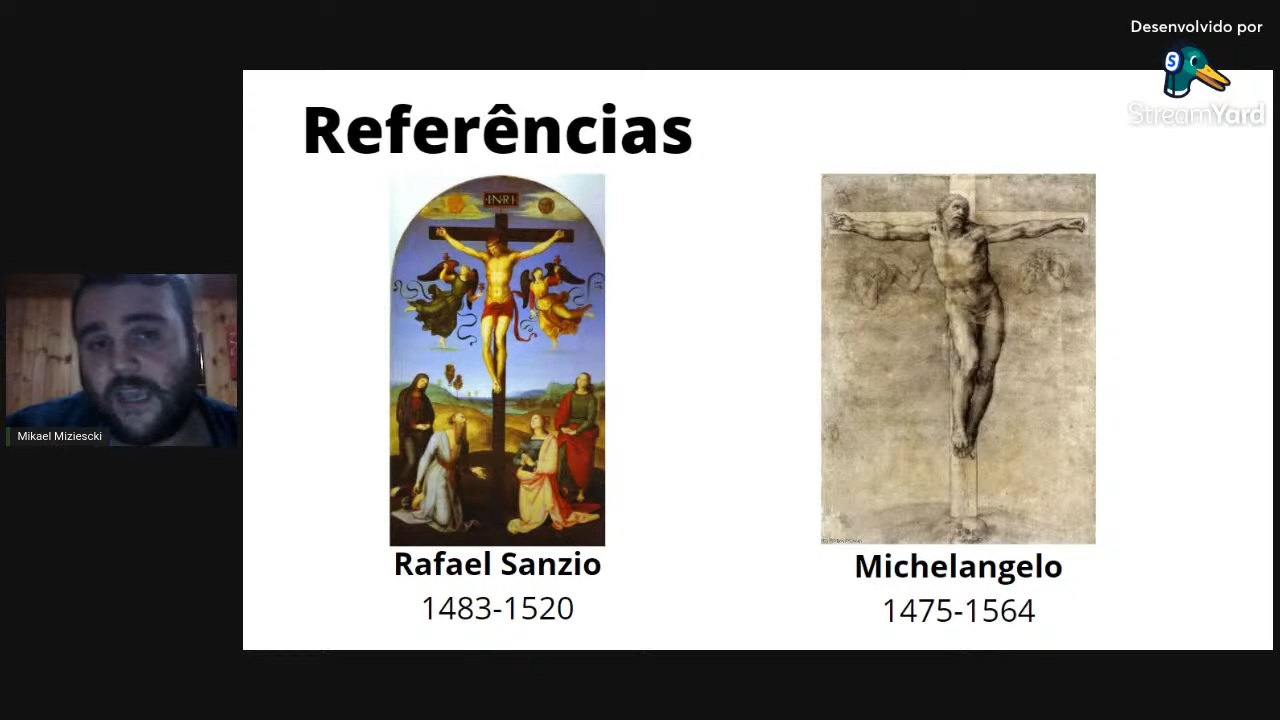 Desenvolvido por
StreamYard
Referências
INRI
Mikael Miziescki
Rafael Sanzio
1483-1520
Michelangelo
1475-1564